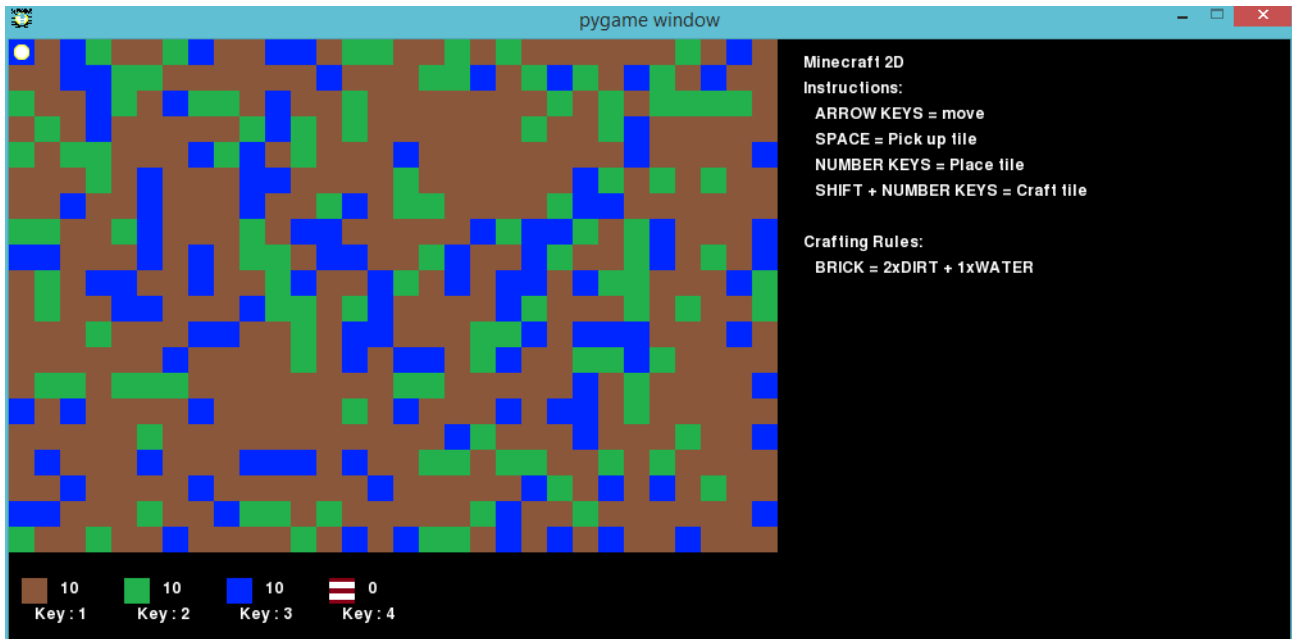 pygame window
Minecraft 2D
Instructions:
ARROW KEYS = move
SPACE = Pick up tile
NUMBER KEYS = Place tile
SHIFT + NUMBER KEYS = Craft tile
Crafting Rules:
BRICK = 2xDIRT + 1xWATER
10 10 10 0
Key : 1 Key : 2 Key : 3 Key : 4